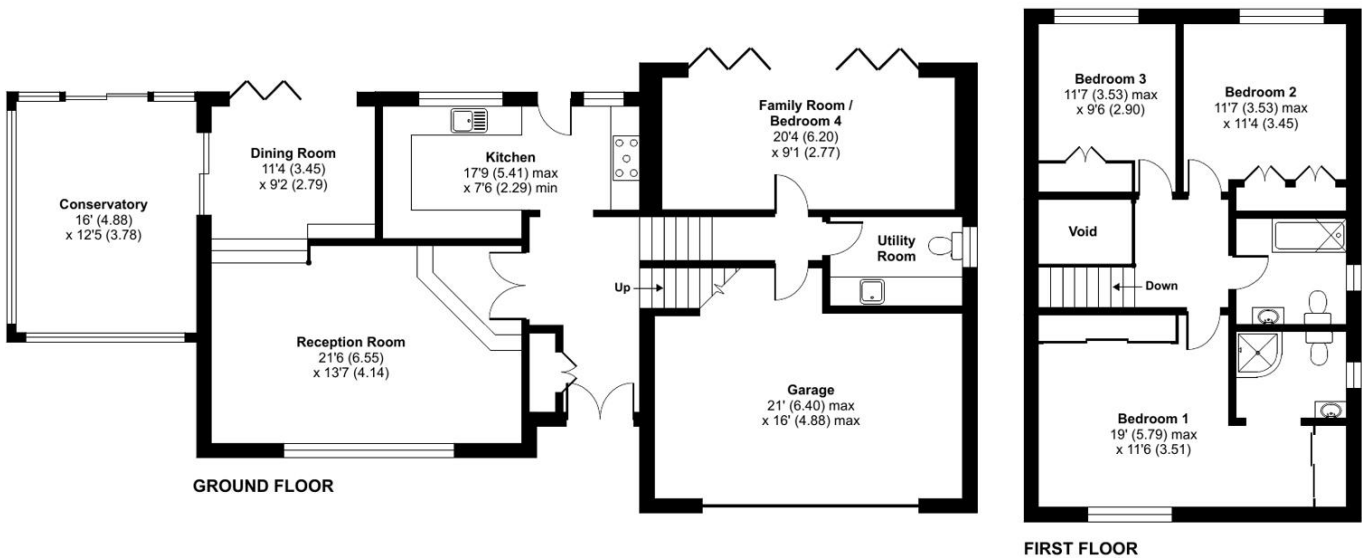 Conservatory
16' (4.88)
x 12'5 (3.78)
Dining Room
11'4 (3.45)
x 9'2 (2.79)
Kitchen
17'9 (5.41) max
x 7'6 (2.29) min
Family Room /
Bedroom 4
20'4 (6.20)
x 9'1 (2.77)
Utility
Room
Up
Reception Room
21'6 (6.55)
x 13'7 (4.14)
Garage
21' (6.40) max
x 16' (4.88) max
GROUND FLOOR
Bedroom 3
11'7 (3.53) max
x 9'6 (2.90)
Bedroom 2
11'7 (3.53) max
x 11'4 (3.45)
Void
Down
Bedroom 1
19' (5.79) max
x 11'6 (3.51)
FIRST FLOOR